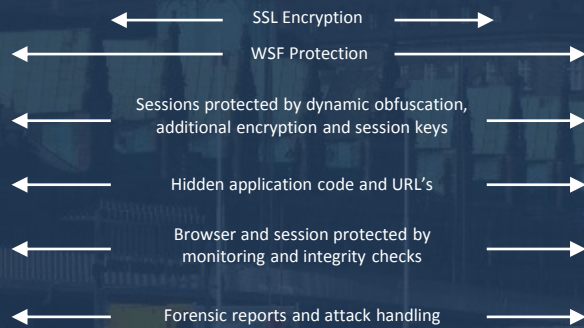 SSL Encryption
WSF Protection
Sessions protected by dynamic obfuscation,
additional encryption and session keys
Hidden application code and URL's
Browser and session protected by
monitoring and integrity checks
Forensic reports and attack handling